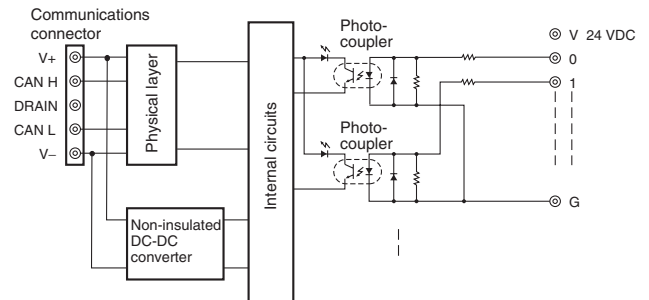 Communications
connector
V+
CAN H
DRAIN
CAN L
V–
Physical layer
Non-insulated
DC-DC
converter
Internal circuits
Photo-
coupler
Photo-
coupler
V 24 VDC
0
1
G